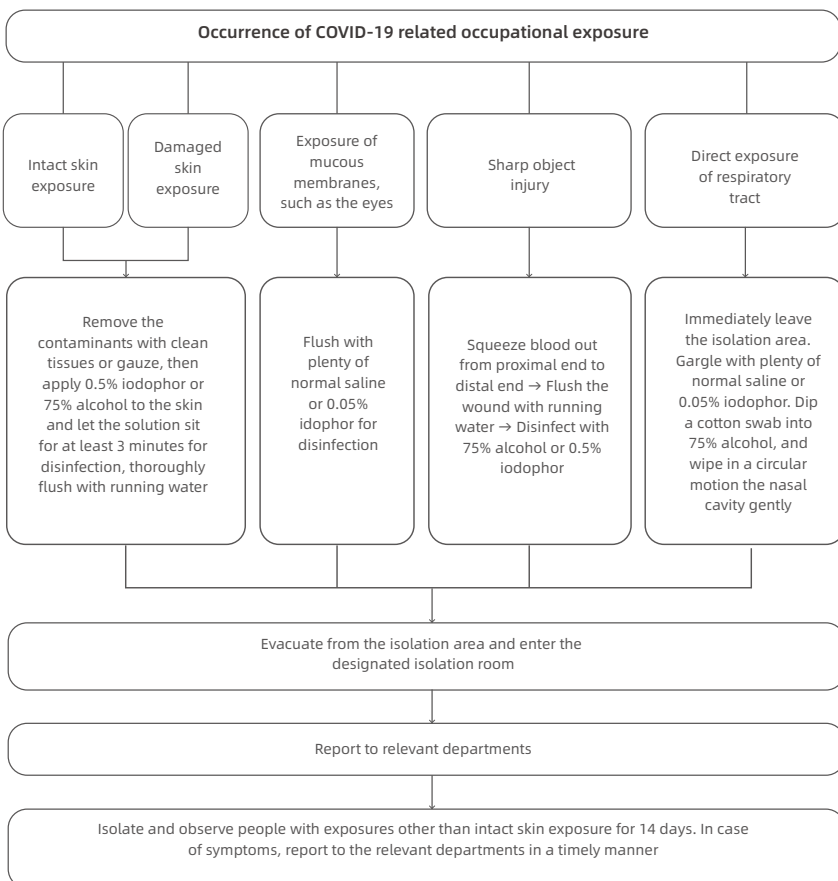 Occurrence of COVID-19 related occupational exposure
Intact skin
exposure
Damaged
skin
exposure
Exposure of
mucous
membranes,
such as the eyes
Sharp object
injury
Direct exposure
of respiratory
tract
Remove the
contaminants with clean
tissues or gauze, then
apply 0.5% iodophor or
75% alcohol to the skin
and let the solution sit
for at least 3 minutes for
disinfection, thoroughly
flush with running water
Flush with
plenty of
normal saline
or 0.05%
idophor for
disinfection
Squeeze blood out
from proximal end to
distal end → Flush the
wound with running
water → Disinfect with
75% alcohol or 0.5%
iodophor
Immediately leave
the isolation area.
Gargle with plenty of
normal saline or
0.05% iodophor. Dip
a cotton swab into
75% alcohol, and
wipe in a circular
motion the nasal
cavity gently
Evacuate from the isolation area and enter the
designated isolation room
Report to relevant departments
Isolate and observe people with exposures other than intact skin exposure for 14 days. In case
of symptoms, report to the relevant departments in a timely manner